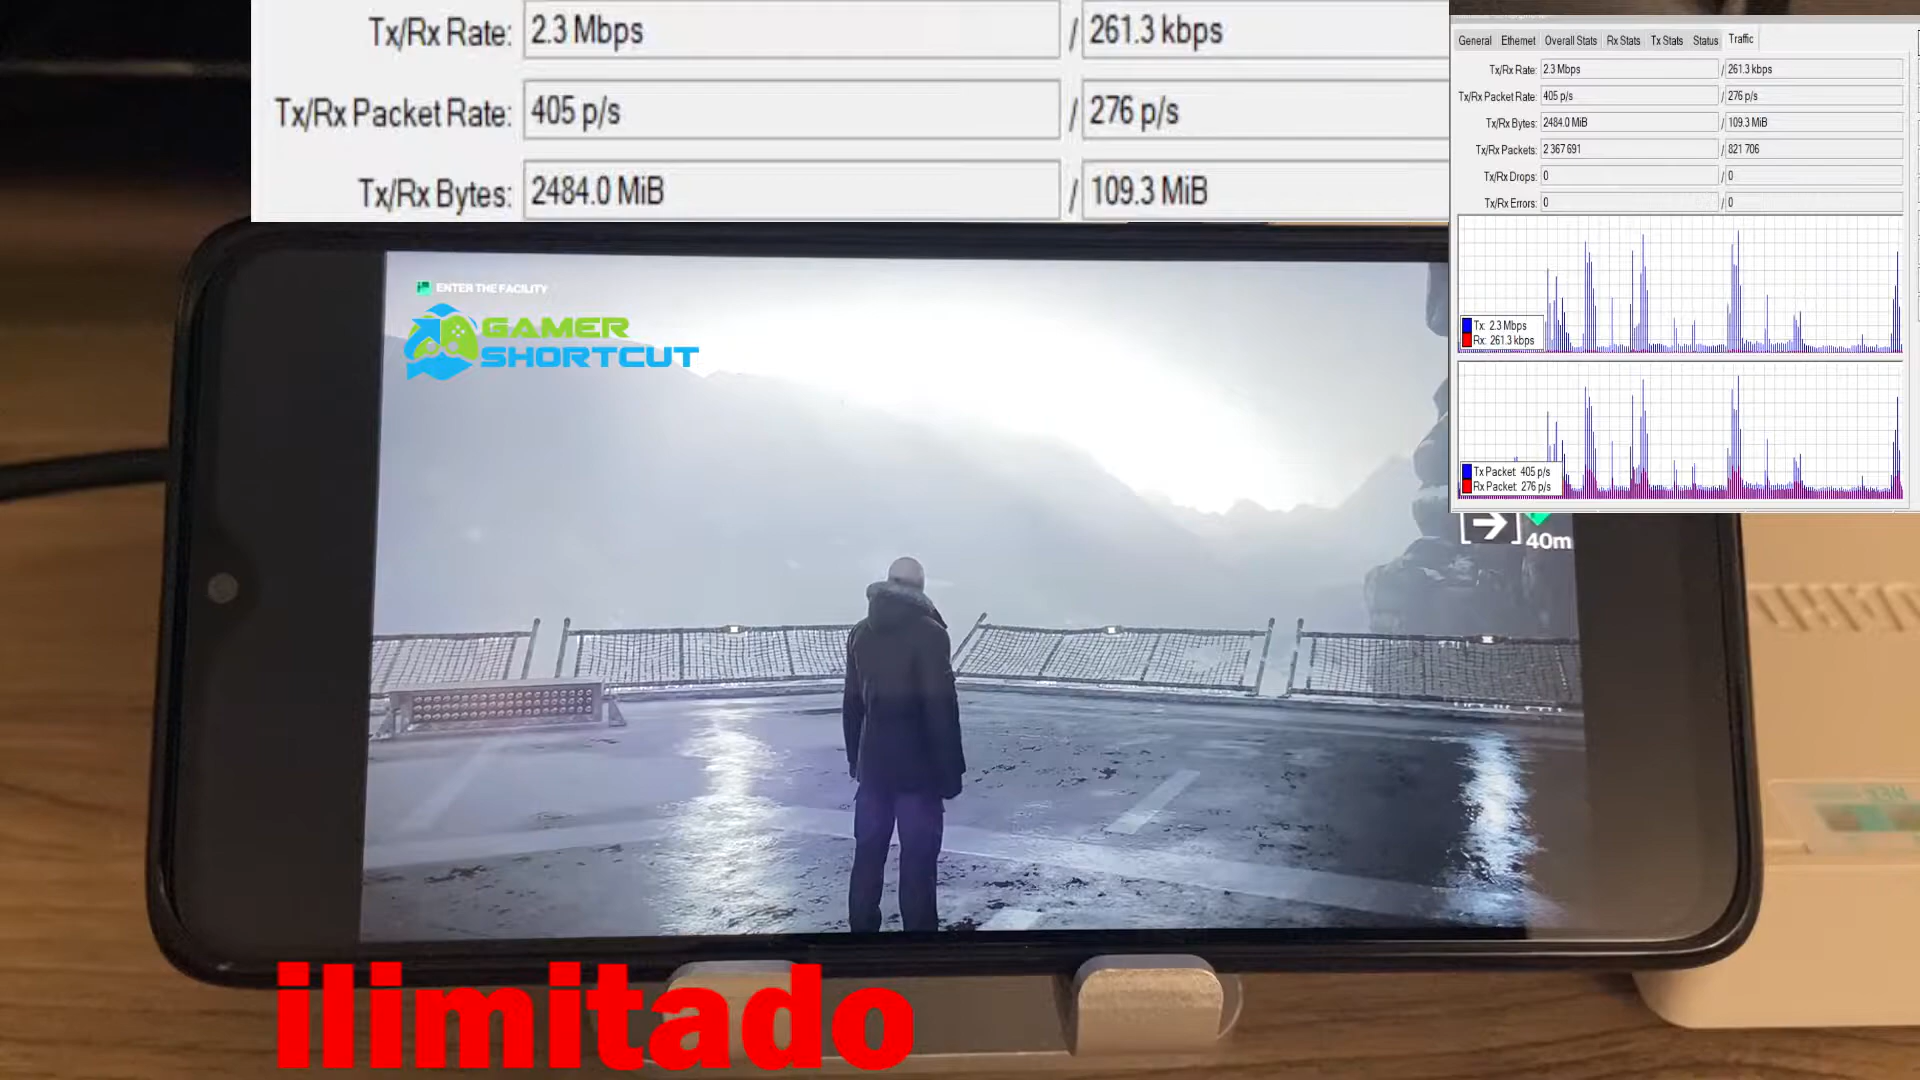 Tx/Rx Rate: 2.3 Mbps / 261.3 kbps
Tx/Rx Packet Rate: 405 p/s / 276 p/s
Tx/Rx Bytes: 2484.0 MiB / 109.3 MiB
General Ethernet Overall Stats Rx Stats Tx Stats Status Traffic
Tx/Rx Rate: 2.3 Mbps / 261.3 kbps
Tx/Rx Packet Rate: 405 p/s / 276 p/s
Tx/Rx Bytes: 2484.0 MiB / 109.3 MiB
Tx/Rx Packets: 2 367 691 / 821 706
Tx/Rx Drops: 0 / 0
Tx/Rx Errors: 0 / 0
Tx: 2.3 Mbps
Rx: 261.3 kbps
Tx Packet: 405 p/s
Rx Packet: 276 p/s
ENTER THE FACILITY
GAMER
SHORTCUT
40m
ilimitado